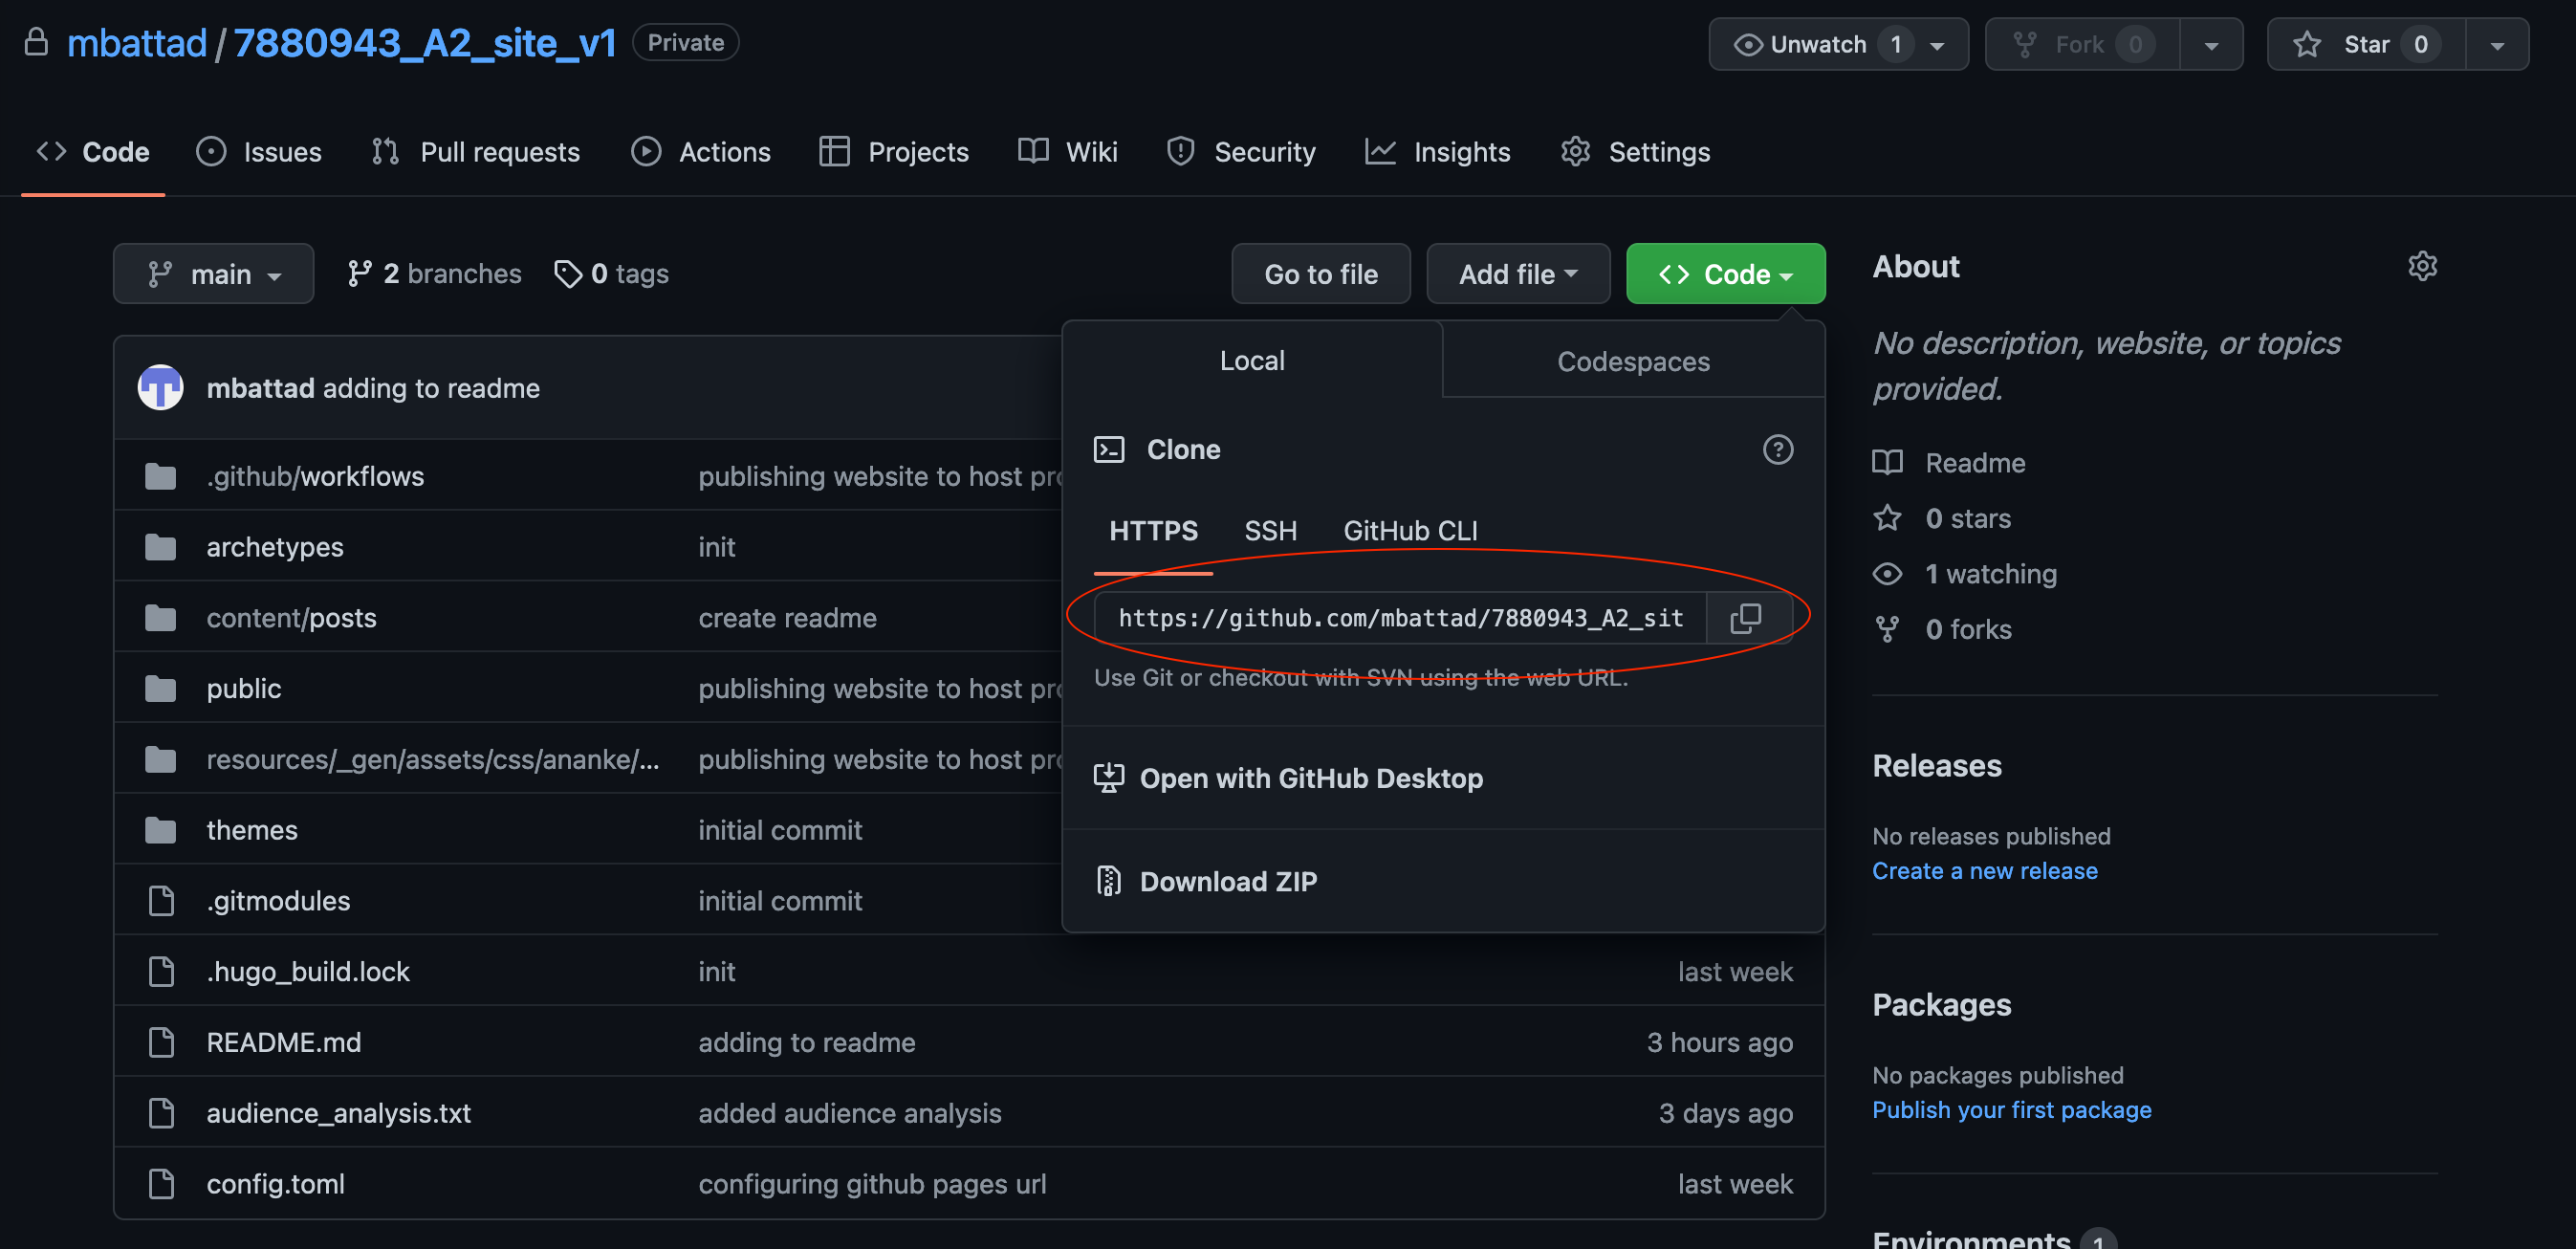 mbattad / 7880943_A2_site_v1 Private
Unwatch 1
Fork 0
Star 0
Code Issues Pull requests Actions Projects Wiki Security Insights Settings
main 2 branches 0 tags
Go to file Add file Code
mbattad adding to readme
.github/workflows publishing website to host pro
archetypes init
content/posts create readme
public publishing website to host pro
resources/_gen/assets/css/ananke/... publishing website to host pro
themes initial commit
.gitmodules initial commit
.hugo_build.lock init last week
README.md adding to readme 3 hours ago
audience_analysis.txt added audience analysis 3 days ago
config.toml configuring github pages url last week
Local Codespaces
Clone
HTTPS SSH GitHub CLI
https://github.com/mbattad/7880943_A2_sit
Use Git or checkout with SVN using the web URL.
Open with GitHub Desktop
Download ZIP
About
No description, website, or topics
provided.
Readme
0 stars
1 watching
0 forks
Releases
No releases published
Create a new release
Packages
No packages published
Publish your first package
Environments 1